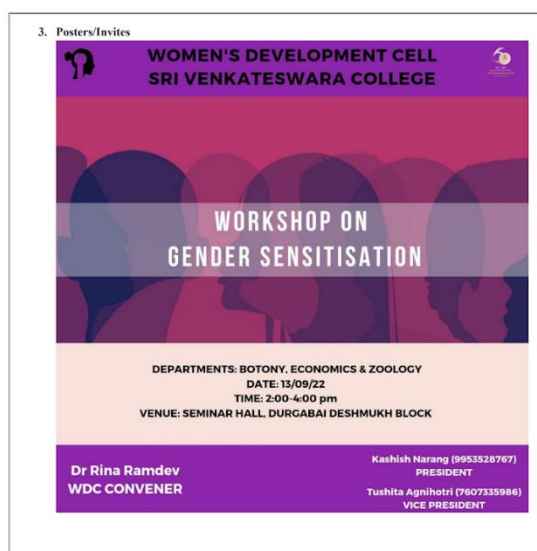 3. Posters/Invites
WOMEN'S DEVELOPMENT CELL
SRI VENKATESWARA COLLEGE
WORKSHOP ON
GENDER SENSITISATION
DEPARTMENTS: BOTONY, ECONOMICS & ZOOLOGY
DATE: 13/09/22
TIME: 2:00-4:00 pm
VENUE: SEMINAR HALL, DURGABAI DESHMUKH BLOCK
Dr Rina Ramdev
WDC CONVENER
Kashish Narang (9953528767)
PRESIDENT
Tushita Agnihotri (7607335986)
VICE PRESIDENT